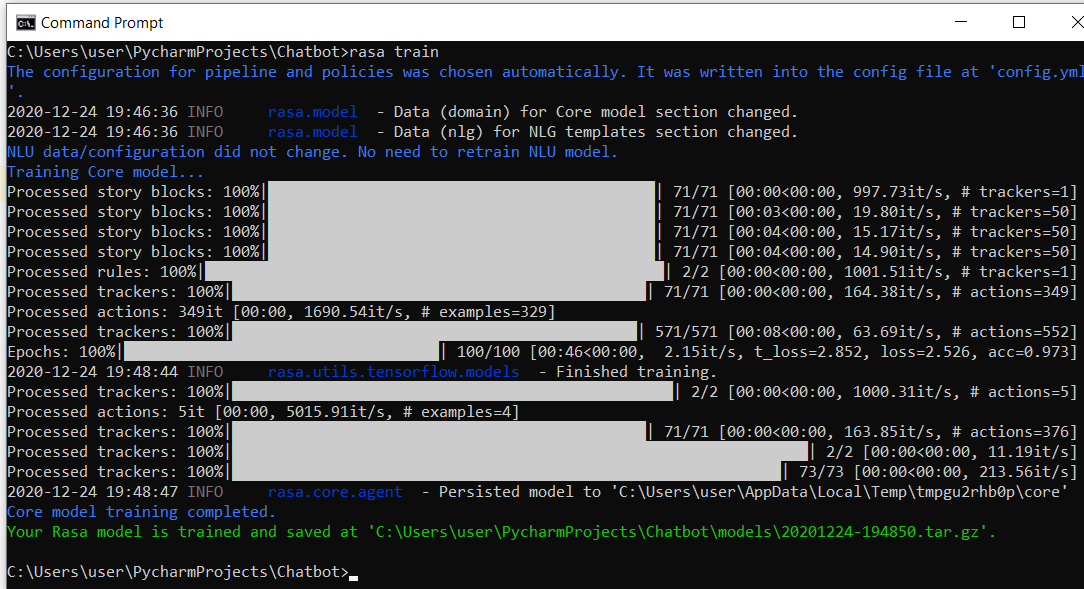 Command Prompt
C:\Users\user\PycharmProjects\Chatbot>rasa train
The configuration for pipeline and policies was chosen automatically. It was written into the config file at 'config.yml
'.
2020-12-24 19:46:36 INFO     rasa.model  - Data (domain) for Core model section changed.
2020-12-24 19:46:36 INFO     rasa.model  - Data (nlg) for NLG templates section changed.
NLU data/configuration did not change. No need to retrain NLU model.
Training Core model...
Processed story blocks: 100%|| 71/71 [00:00<00:00, 997.73it/s, # trackers=1]
Processed story blocks: 100%|| 71/71 [00:03<00:00, 19.80it/s, # trackers=50]
Processed story blocks: 100%|| 71/71 [00:04<00:00, 15.17it/s, # trackers=50]
Processed story blocks: 100%|| 71/71 [00:04<00:00, 14.90it/s, # trackers=50]
Processed rules: 100%|| 2/2 [00:00<00:00, 1001.51it/s, # trackers=1]
Processed trackers: 100%|| 71/71 [00:00<00:00, 164.38it/s, # actions=349]
Processed actions: 349it [00:00, 1690.54it/s, # examples=329]
Processed trackers: 100%|| 571/571 [00:08<00:00, 63.69it/s, # actions=552]
Epochs: 100%|| 100/100 [00:46<00:00,  2.15it/s, t_loss=2.852, loss=2.526, acc=0.973]
2020-12-24 19:48:44 INFO     rasa.utils.tensorflow.models  - Finished training.
Processed trackers: 100%|| 2/2 [00:00<00:00, 1000.31it/s, # actions=5]
Processed actions: 5it [00:00, 5015.91it/s, # examples=4]
Processed trackers: 100%|| 71/71 [00:00<00:00, 163.85it/s, # actions=376]
Processed trackers: 100%|| 2/2 [00:00<00:00, 11.19it/s]
Processed trackers: 100%|| 73/73 [00:00<00:00, 213.56it/s]
2020-12-24 19:48:47 INFO     rasa.core.agent  - Persisted model to 'C:\Users\user\AppData\Local\Temp\tmpgu2rhb0p\core'
Core model training completed.
Your Rasa model is trained and saved at 'C:\Users\user\PycharmProjects\Chatbot\models\20201224-194850.tar.gz'.
C:\Users\user\PycharmProjects\Chatbot>